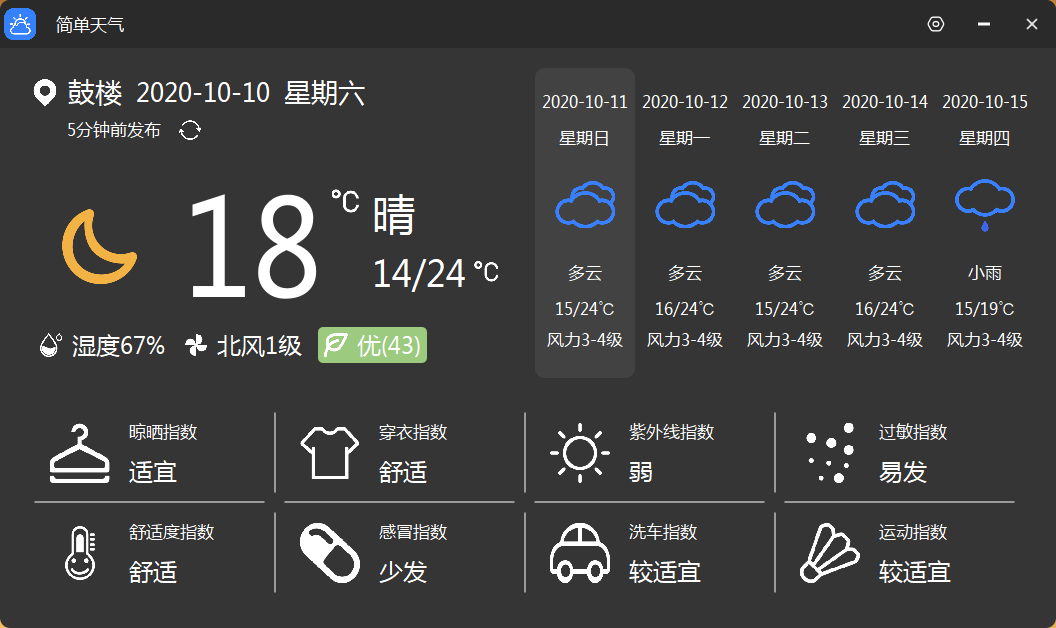 简单天气
鼓楼 2020-10-10 星期六
5分钟前发布
18℃
晴
14/24℃
湿度67% 北风1级 优(43)
2020-10-11
星期日
多云
15/24℃
风力3-4级
2020-10-12
星期一
多云
16/24℃
风力3-4级
2020-10-13
星期二
多云
15/24℃
风力3-4级
2020-10-14
星期三
多云
16/24℃
风力3-4级
2020-10-15
星期四
小雨
15/19℃
风力3-4级
晾晒指数
适宜
穿衣指数
舒适
紫外线指数
弱
过敏指数
易发
舒适度指数
舒适
感冒指数
少发
洗车指数
较适宜
运动指数
较适宜